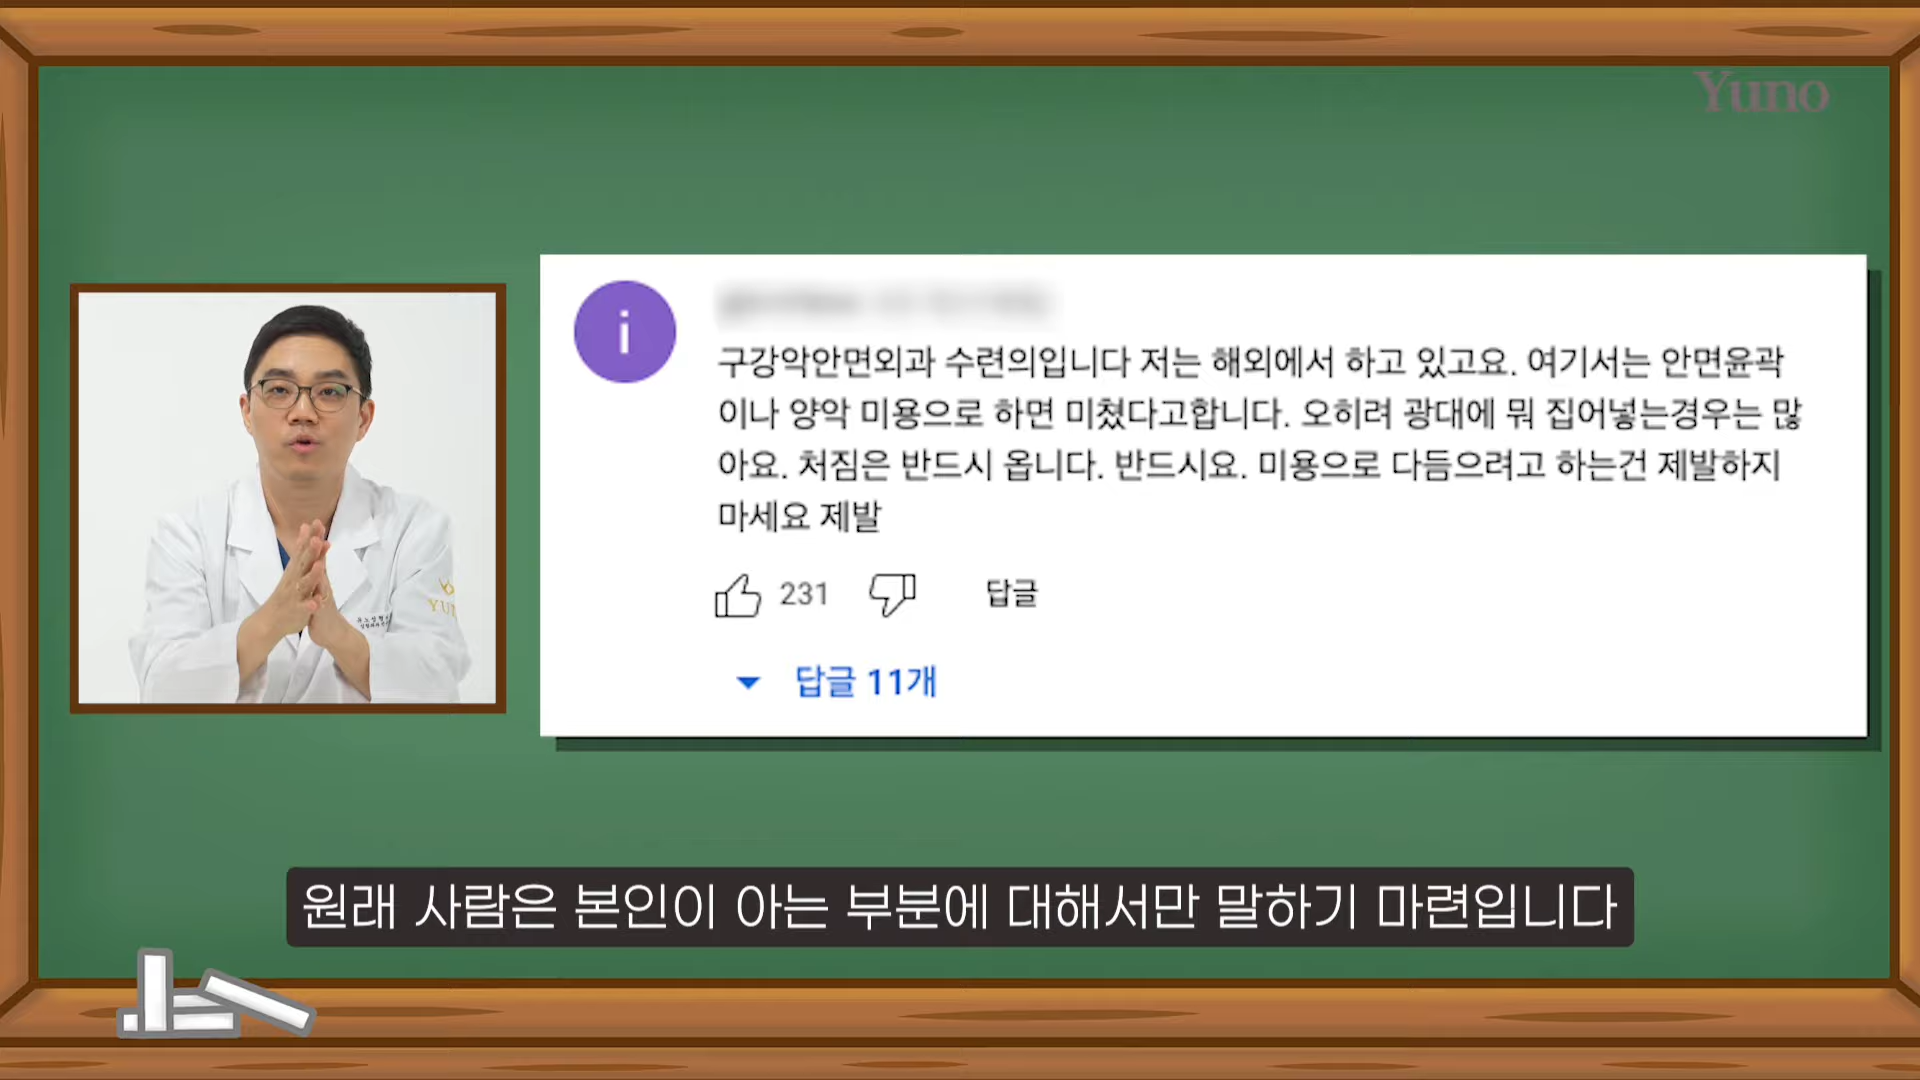 Yuno
i
구강악안면외과 수련의입니다 저는 해외에서 하고 있고요. 여기서는 안면윤곽
이나 양악 미용으로 하면 미쳤다고합니다. 오히려 광대에 뭐 집어넣는경우는 많
아요. 처짐은 반드시 옵니다. 반드시요. 미용으로 다듬으려고 하는건 제발하지
마세요 제발
231 답글
답글 11개
원래 사람은 본인이 아는 부분에 대해서만 말하기 마련입니다